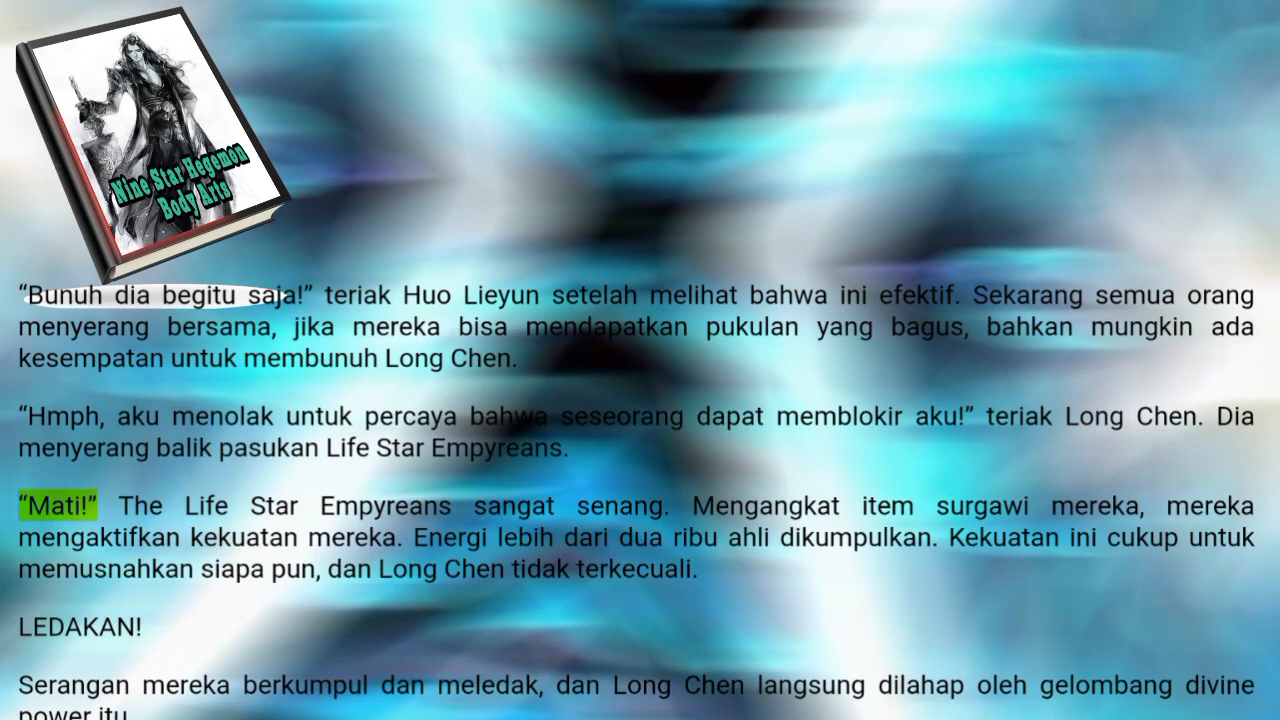 Nine Star Hegemon
Body Arts
“Bunuh dia begitu saja!” teriak Huo Lieyun setelah melihat bahwa ini efektif. Sekarang semua orang
menyerang bersama, jika mereka bisa mendapatkan pukulan yang bagus, bahkan mungkin ada
kesempatan untuk membunuh Long Chen.
“Hmph, aku menolak untuk percaya bahwa seseorang dapat memblokir aku!” teriak Long Chen. Dia
menyerang balik pasukan Life Star Empyreans.
“Mati!” The Life Star Empyreans sangat senang. Mengangkat item surgawi mereka, mereka
mengaktifkan kekuatan mereka. Energi lebih dari dua ribu ahli dikumpulkan. Kekuatan ini cukup untuk
memusnahkan siapa pun, dan Long Chen tidak terkecuali.
LEDAKAN!
Serangan mereka berkumpul dan meledak, dan Long Chen langsung dilahap oleh gelombang divine
power itu.